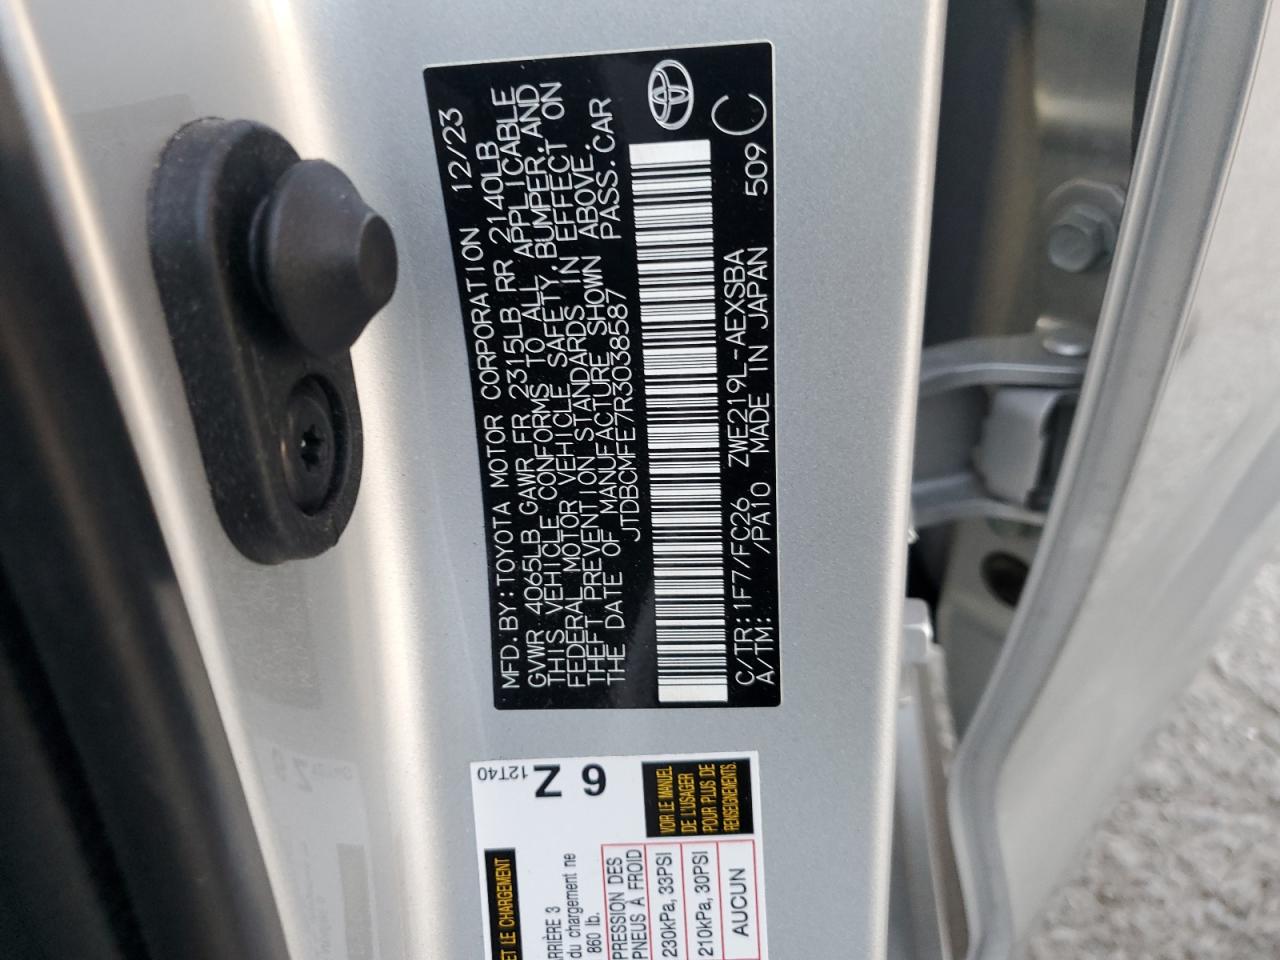 MFD.BY:TOYOTA MOTOR CORPORATION 12/23
GVWR 4065LB GAWR FR 2315LB RR 2140LB
THIS VEHICLE CONFORMS TO ALL APPLICABLE
FEDERAL MOTOR VEHICLE SAFETY,BUMPER,AND
THEFT PREVENTION STANDARDS IN EFFECT ON
THE DATE OF MANUFACTURE SHOWN ABOVE.
JTDBCMFE7R3038587 PASS.CAR
C/TR:1F7/FC26 ZWE219L-AEXSBA 509 C
A/TM: /PA10 MADE IN JAPAN
12T40
Z 6
VOIR LE MANUEL
DE L'USAGER
POUR PLUS DE
RENSEIGNEMENTS.
ET LE CHARGEMENT
RRIÈRE 3
du chargement ne
860 lb.
PRESSION DES
PNEUS À FROID
230kPa, 33PSI
210kPa, 30PSI
AUCUN